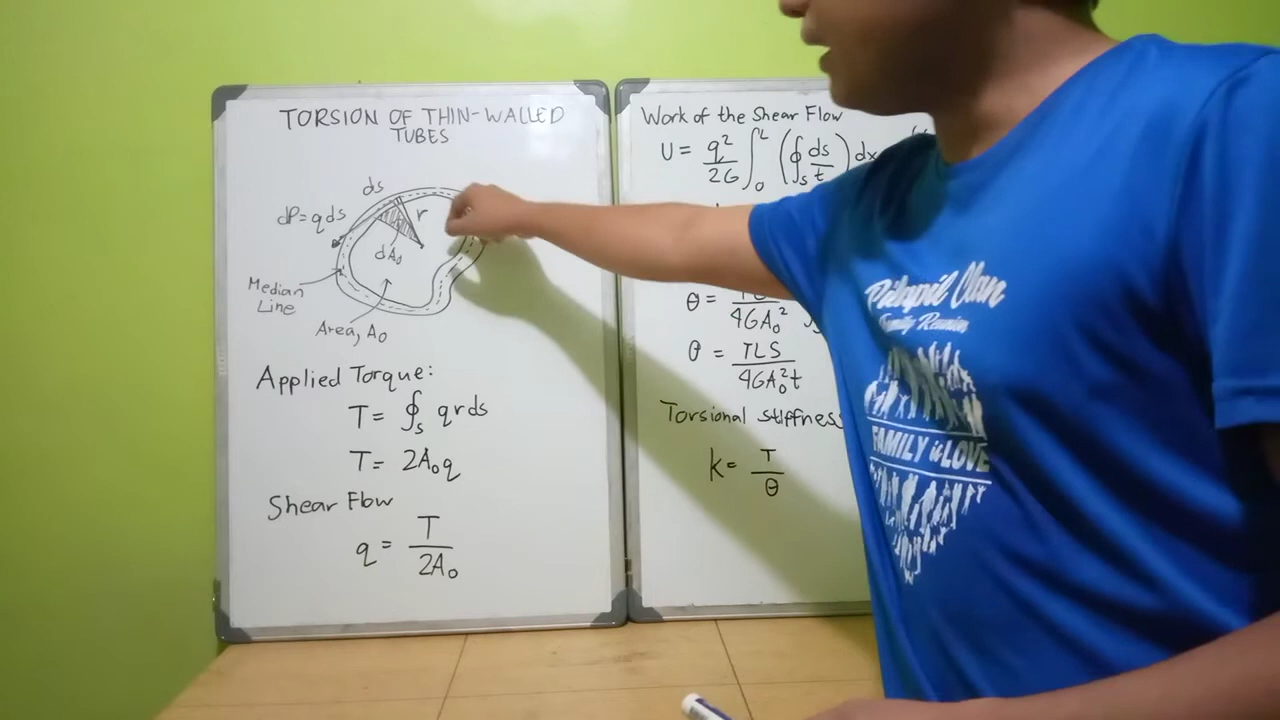 TORSION OF THIN-WALLED
TUBES
ds
dP=qds
r
dA₀
Median
Line
Area, A₀
Applied Torque:
T= ∮s qrds
T= 2A₀q
Shear Flow
q = T/2A₀
Work of the Shear Flow
U = q²/2G ∫₀ᴸ (∮s ds/t) dx
θ = /4GA₀²
θ = TLS/4GA₀²t
Torsional stiffness
k= T/θ
Pilapil Clan
Family Reunion
FAMILY is LOVE